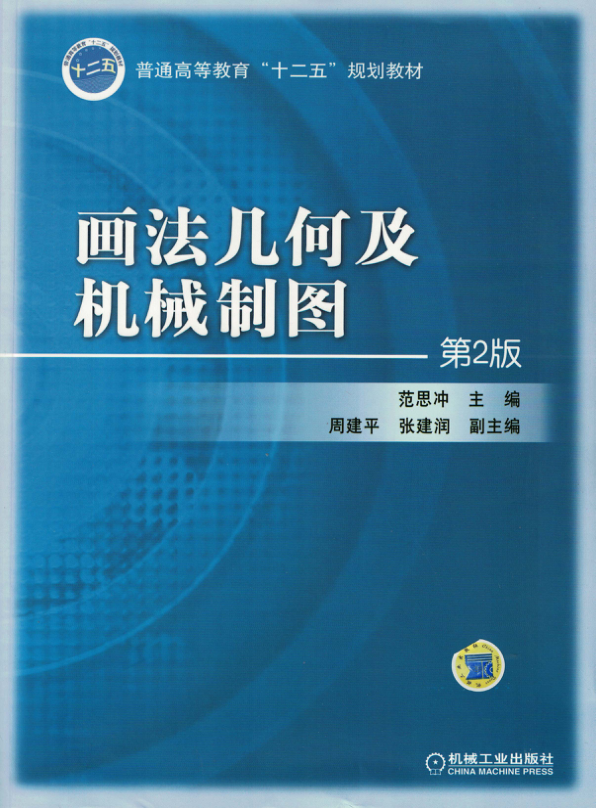 十二五
普通高等教育“十二五”规划教材
画法几何及
机械制图
第2版
范思冲 主编
周建平 张建润 副主编
机械工业出版社
CHINA MACHINE PRESS